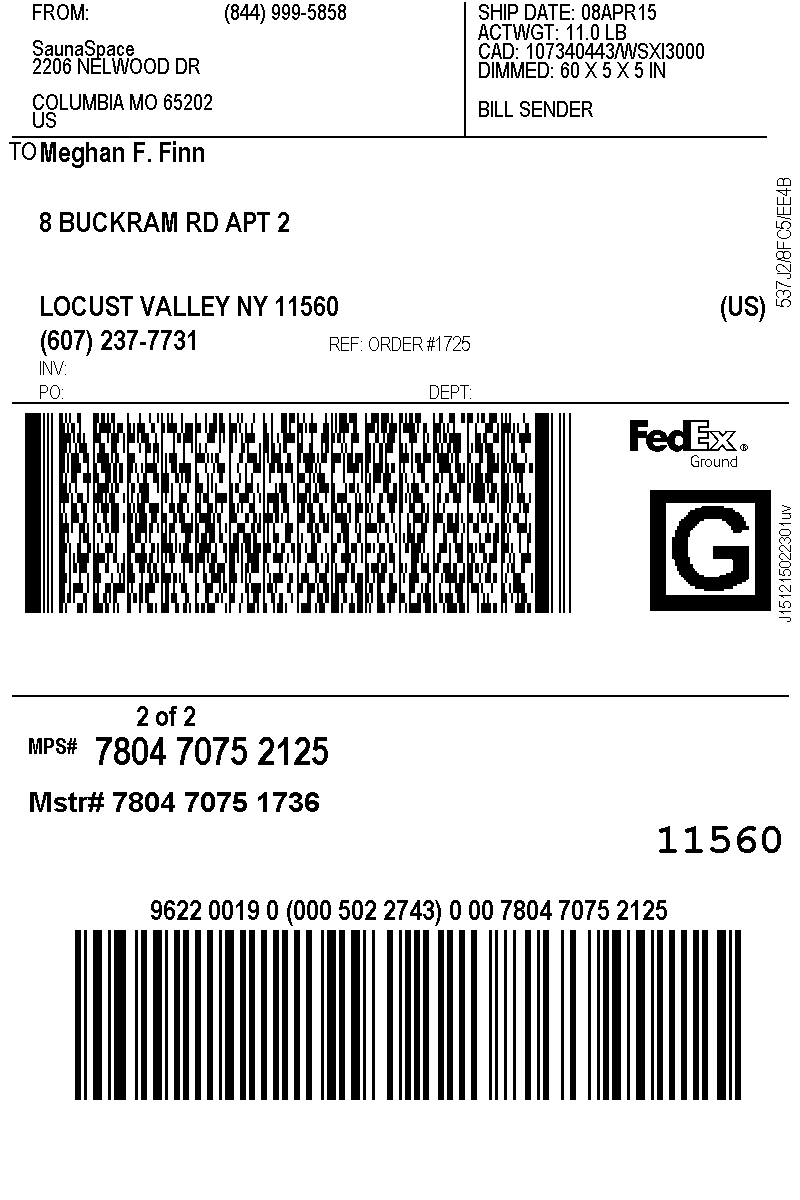 FROM: (844) 999-5858
SaunaSpace
2206 NELWOOD DR
COLUMBIA MO 65202
US
SHIP DATE: 08APR15
ACTWGT: 11.0 LB
CAD: 107340443/WSXI3000
DIMMED: 60 X 5 X 5 IN
BILL SENDER
TO Meghan F. Finn
8 BUCKRAM RD APT 2
LOCUST VALLEY NY 11560 (US)
(607) 237-7731 REF: ORDER #1725
INV:
PO: DEPT:
537J2/8FC5/EE4B
FedEx®
Ground
G
J151215022301uv
2 of 2
MPS# 7804 7075 2125
Mstr# 7804 7075 1736
11560
9622 0019 0 (000 502 2743) 0 00 7804 7075 2125